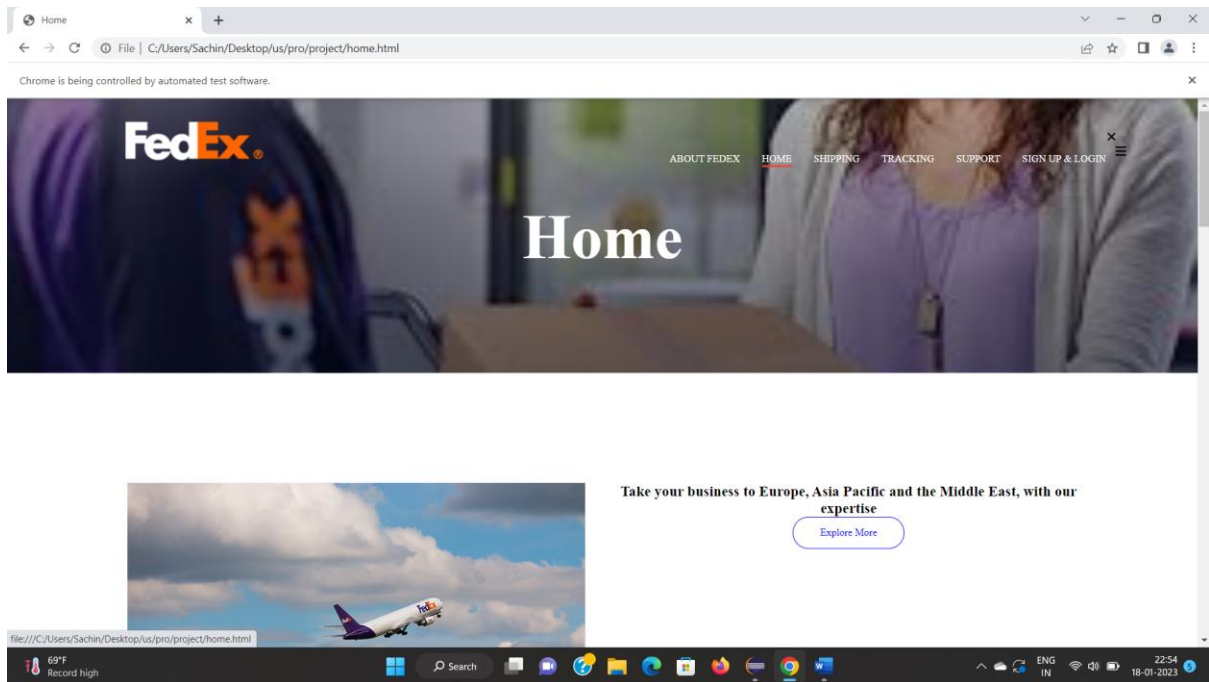 Home
File | C:/Users/Sachin/Desktop/us/pro/project/home.html
Chrome is being controlled by automated test software.
FedEx®
ABOUT FEDEX HOME SHIPPING TRACKING SUPPORT SIGN UP & LOGIN
Home
Take your business to Europe, Asia Pacific and the Middle East, with our
expertise
Explore More
FedEx
file:///C:/Users/Sachin/Desktop/us/pro/project/home.html
69°F
Record high
Search
ENG
IN
22:54
18-01-2023
5